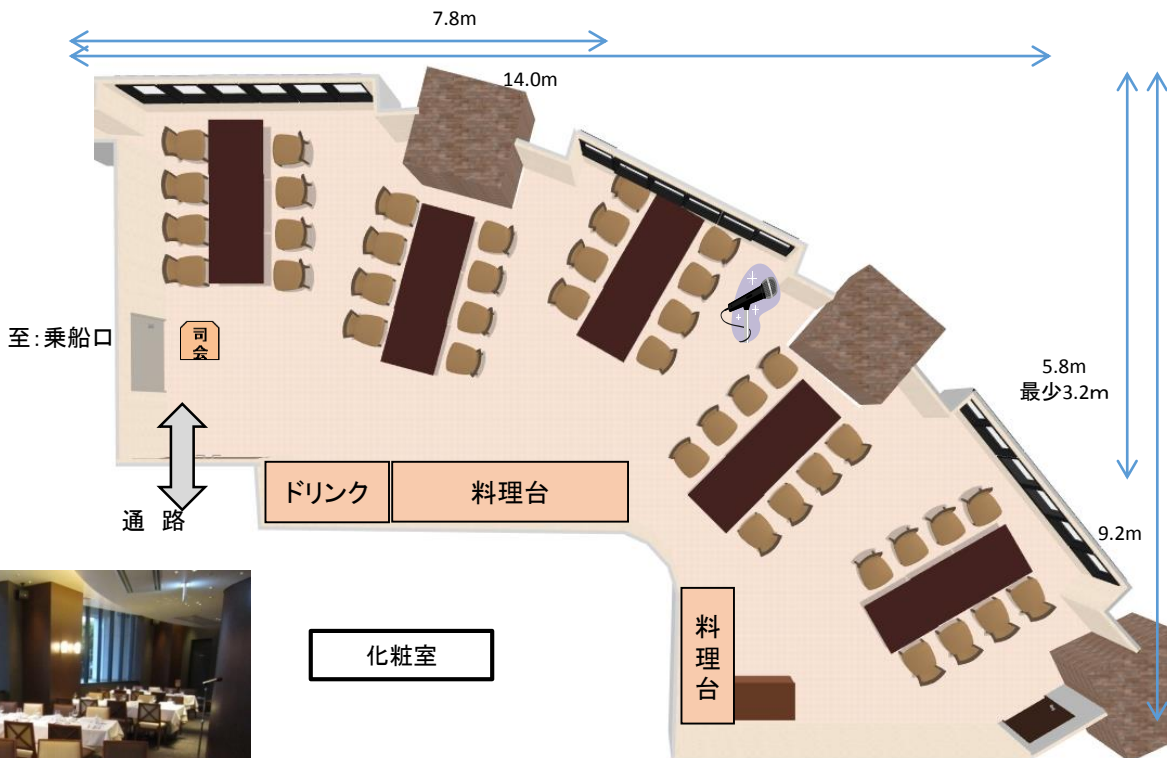 7.8m
14.0m
至：乗船口
司
会
5.8m
最少3.2m
ドリンク
料理台
通 路
9.2m
化粧室
料
理
台